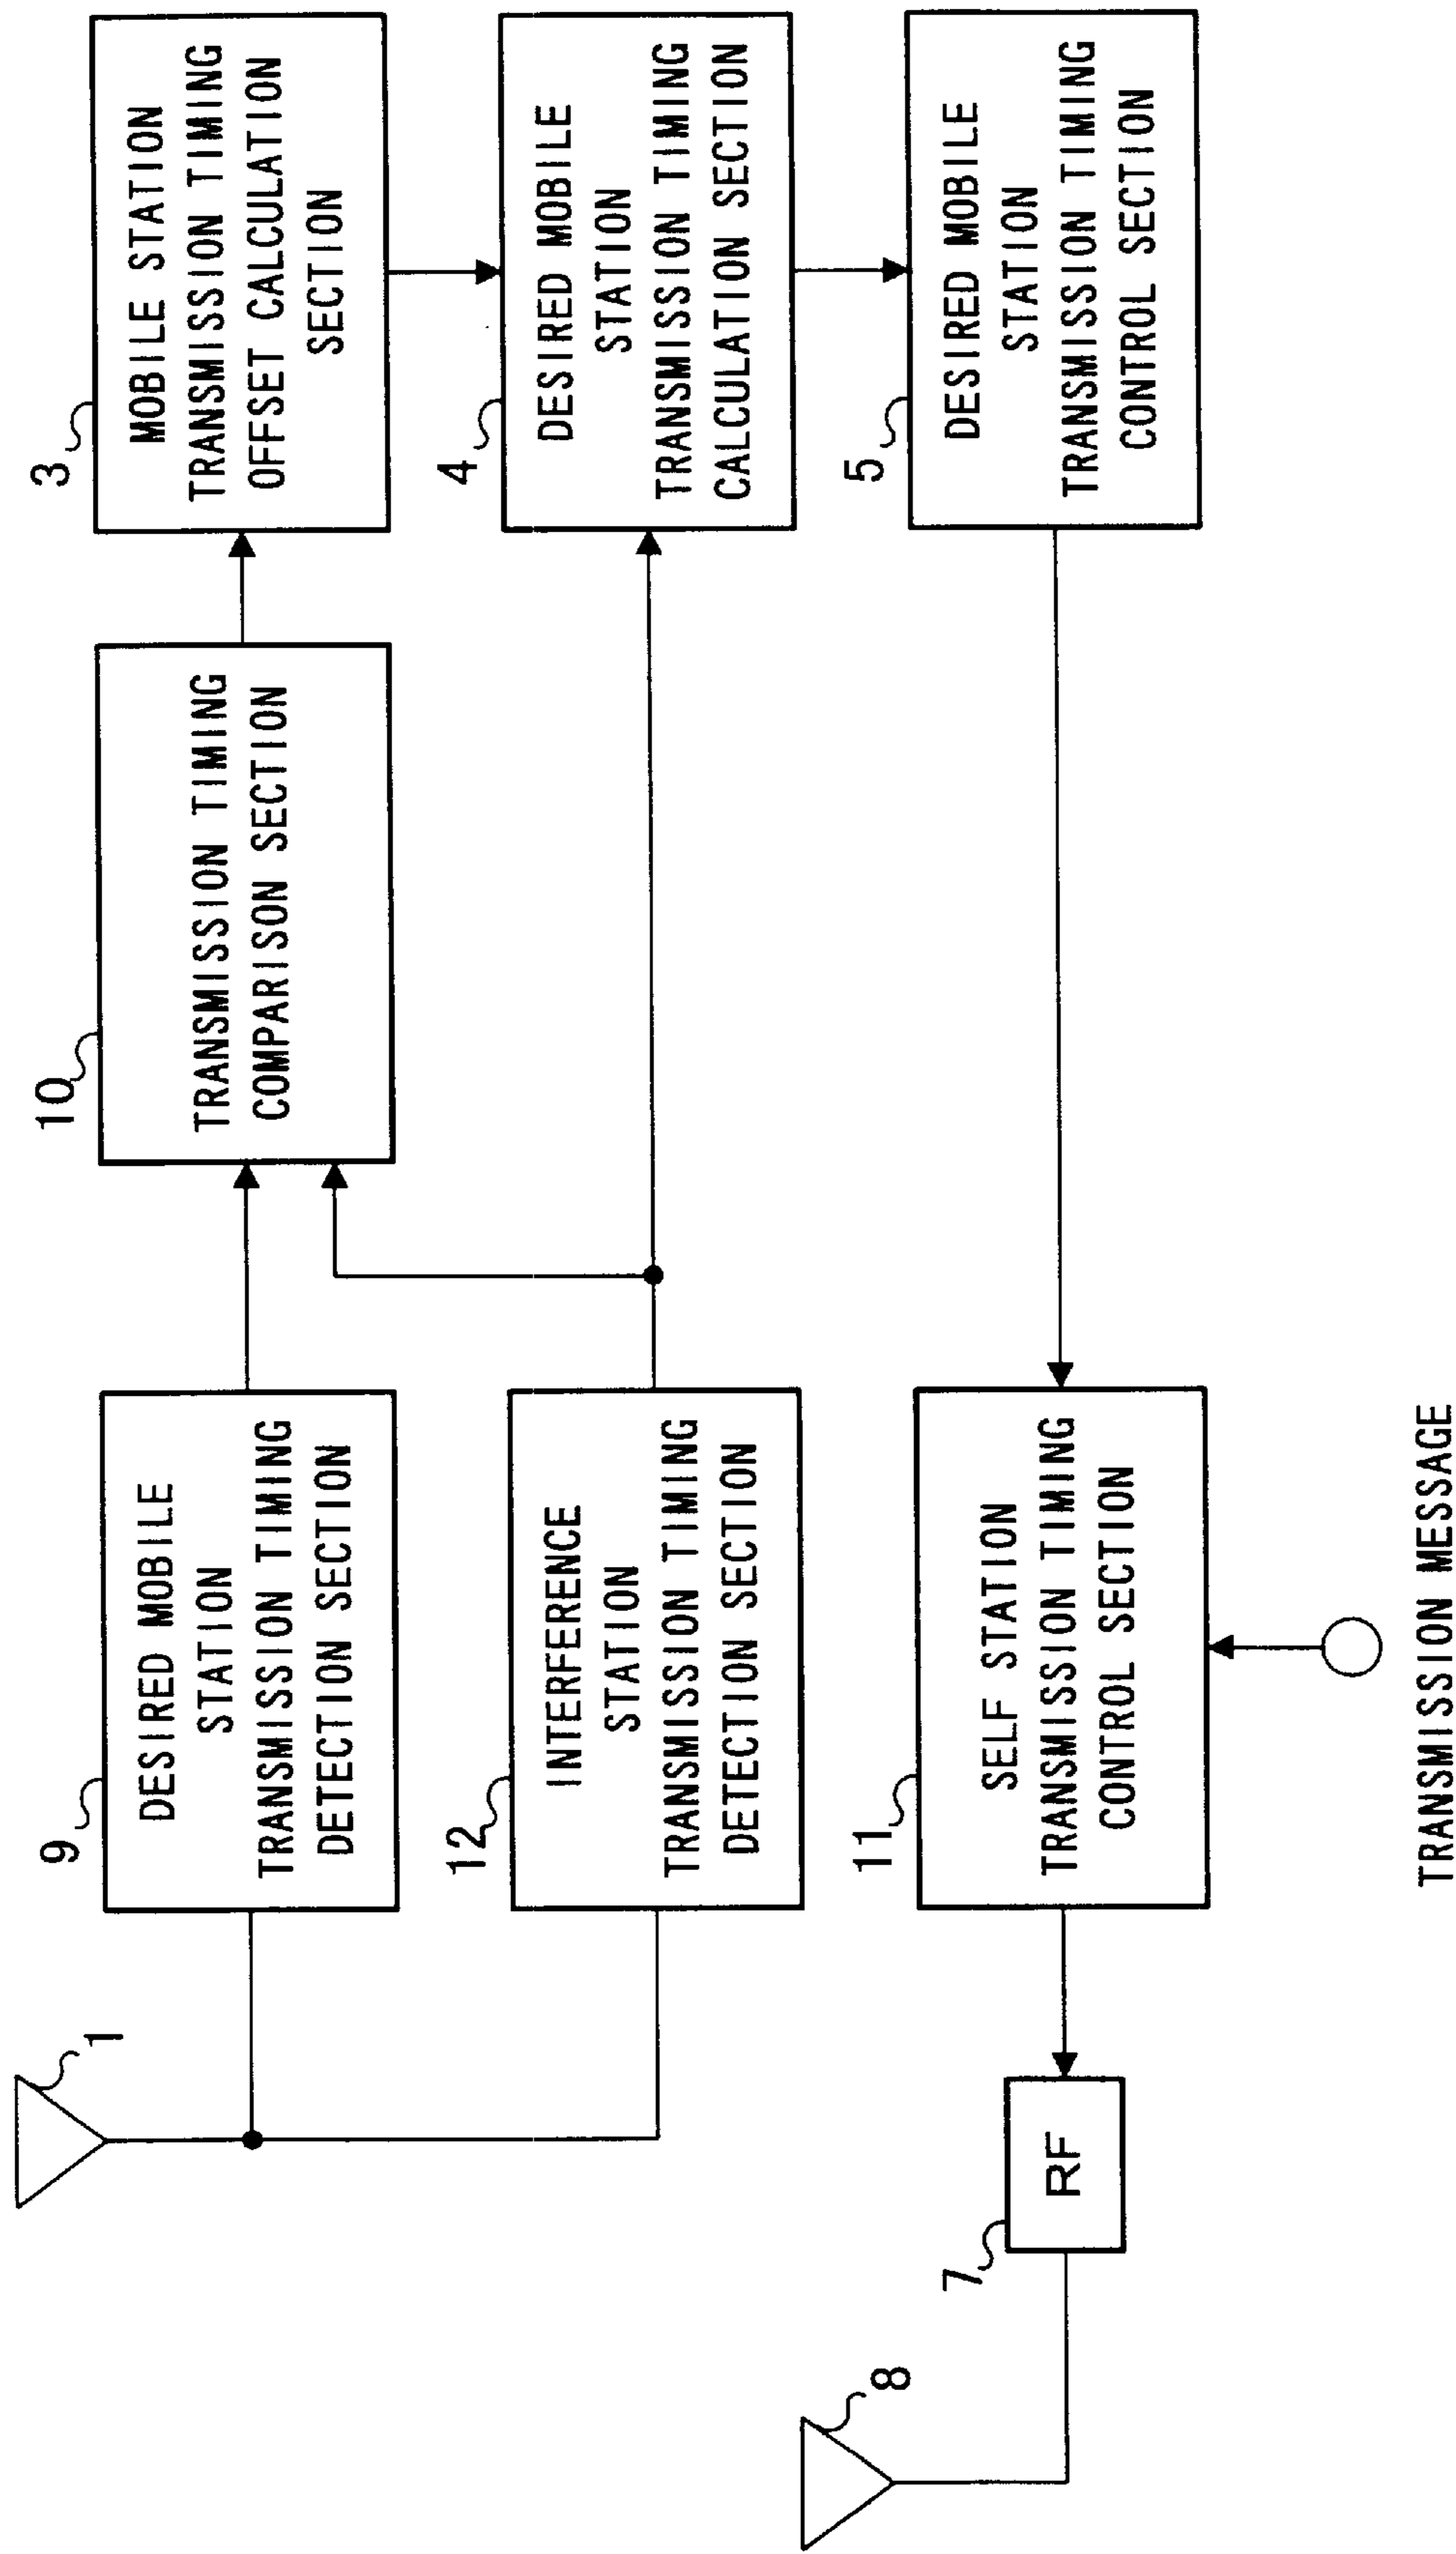 1
9
DESIRED MOBILE
STATION
TRANSMISSION TIMING
DETECTION SECTION
10
TRANSMISSION TIMING
COMPARISON SECTION
3
MOBILE STATION
TRANSMISSION TIMING
OFFSET CALCULATION
SECTION
12
INTERFERENCE
STATION
TRANSMISSION TIMING
DETECTION SECTION
4
DESIRED MOBILE
STATION
TRANSMISSION TIMING
CALCULATION SECTION
8
7
RF
11
SELF STATION
TRANSMISSION TIMING
CONTROL SECTION
5
DESIRED MOBILE
STATION
TRANSMISSION TIMING
CONTROL SECTION
TRANSMISSION MESSAGE